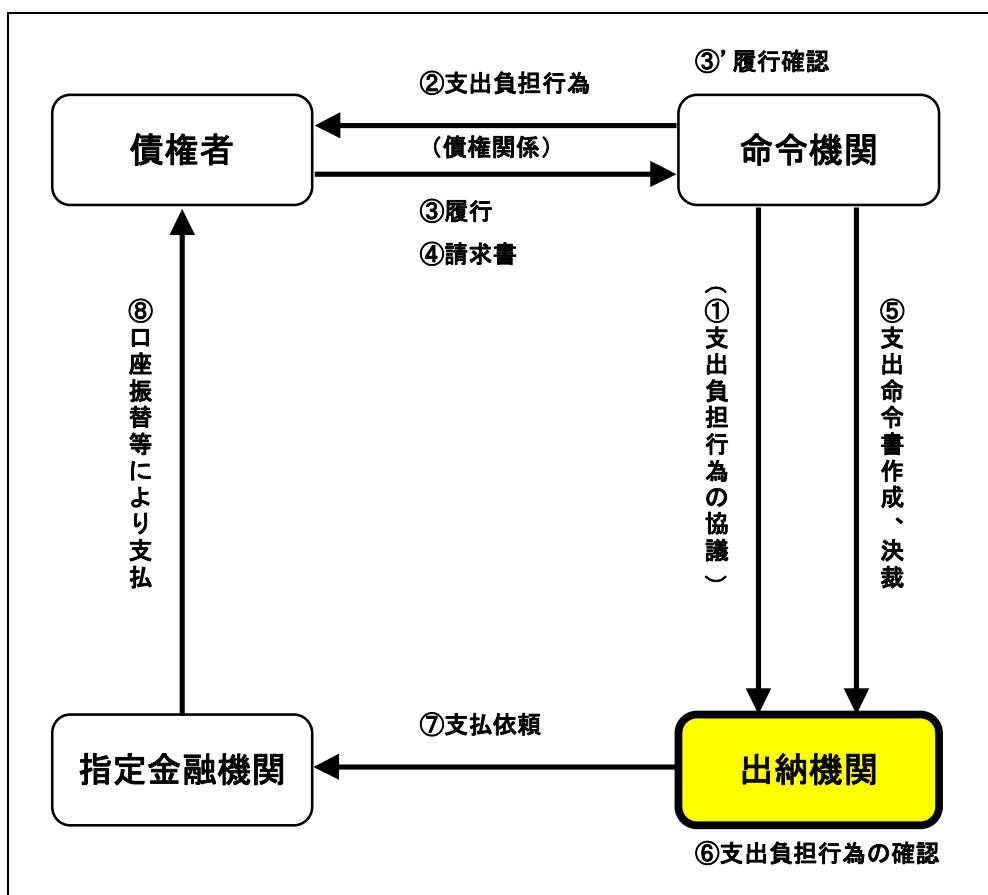 ③’履行確認
②支出負担行為
債権者
（債権関係）
命令機関
③履行
④請求書
⑧口座振替等により支払
（①支出負担行為の協議）
⑤支出命令書作成、決裁
⑦支払依頼
指定金融機関
出納機関
⑥支出負担行為の確認